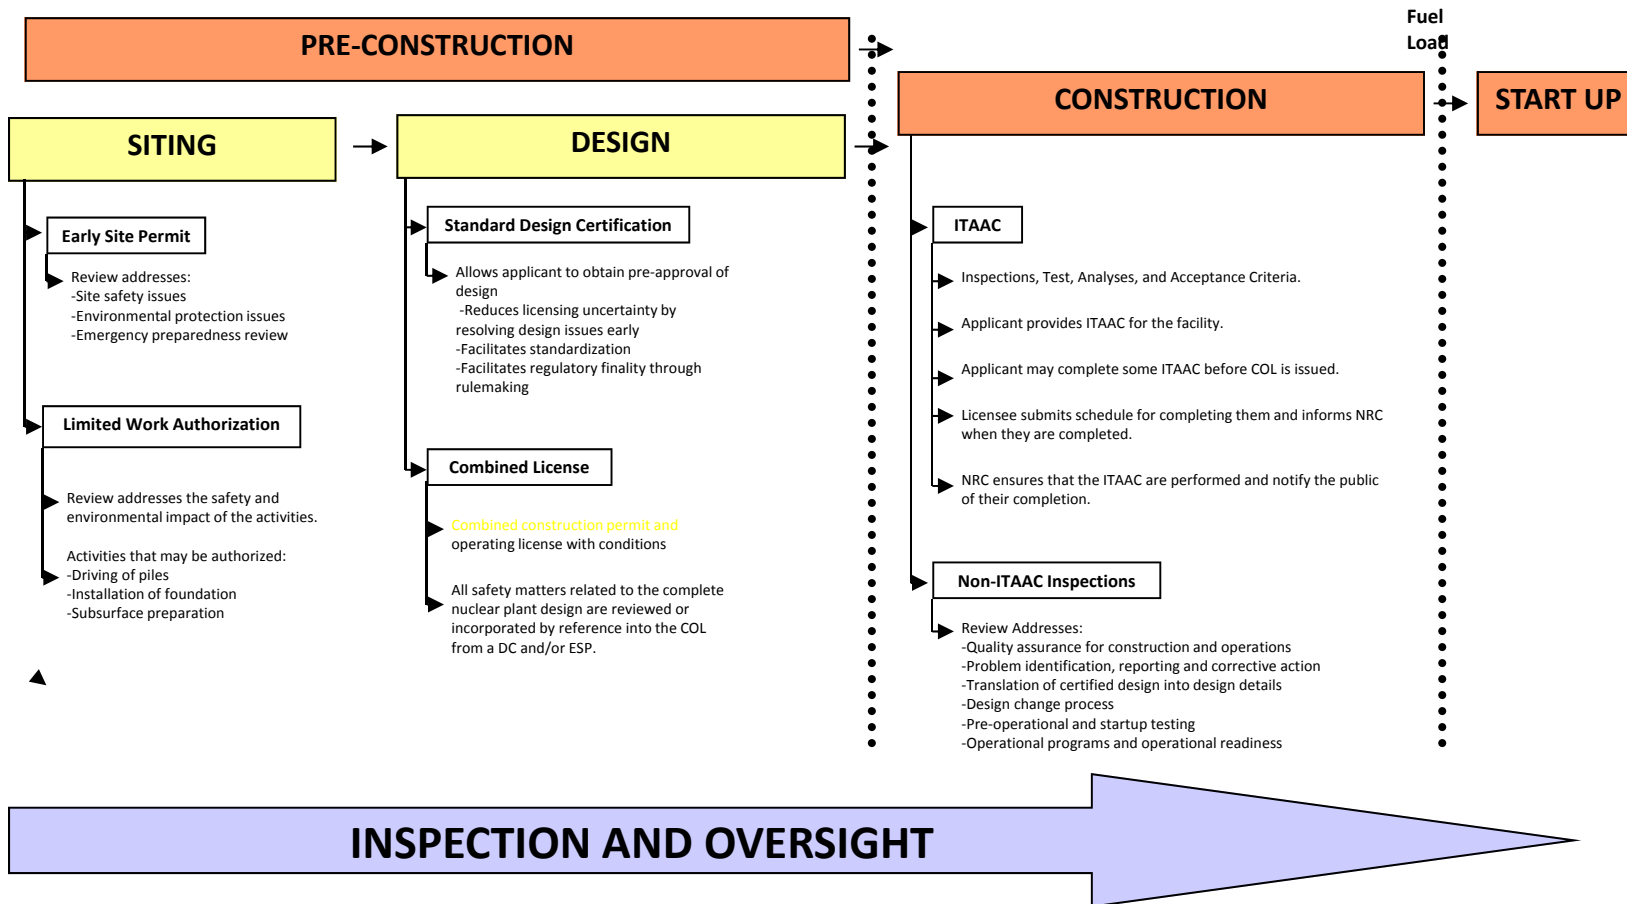 PRE-CONSTRUCTION
Fuel
Load
CONSTRUCTION
START UP
SITING
DESIGN
Early Site Permit
Review addresses:
-Site safety issues
-Environmental protection issues
-Emergency preparedness review
Limited Work Authorization
Review addresses the safety and
environmental impact of the activities.
Activities that may be authorized:
-Driving of piles
-Installation of foundation
-Subsurface preparation
Standard Design Certification
Allows applicant to obtain pre-approval of
design
-Reduces licensing uncertainty by
resolving design issues early
-Facilitates standardization
-Facilitates regulatory finality through
rulemaking
Combined License
Combined construction permit and
operating license with conditions
All safety matters related to the complete
nuclear plant design are reviewed or
incorporated by reference into the COL
from a DC and/or ESP.
ITAAC
Inspections, Test, Analyses, and Acceptance Criteria.
Applicant provides ITAAC for the facility.
Applicant may complete some ITAAC before COL is issued.
Licensee submits schedule for completing them and informs NRC
when they are completed.
NRC ensures that the ITAAC are performed and notify the public
of their completion.
Non-ITAAC Inspections
Review Addresses:
-Quality assurance for construction and operations
-Problem identification, reporting and corrective action
-Translation of certified design into design details
-Design change process
-Pre-operational and startup testing
-Operational programs and operational readiness
INSPECTION AND OVERSIGHT